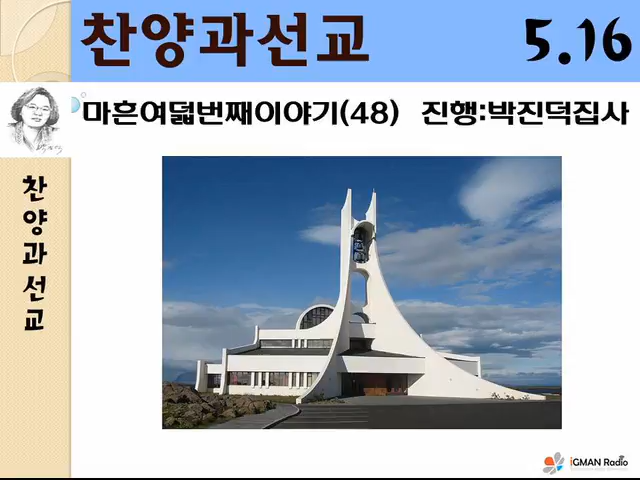 찬양과선교 5.16
마흔여덟번째이야기(48) 진행:박진덕집사
찬
양
과
선
교
iGMAN Radio